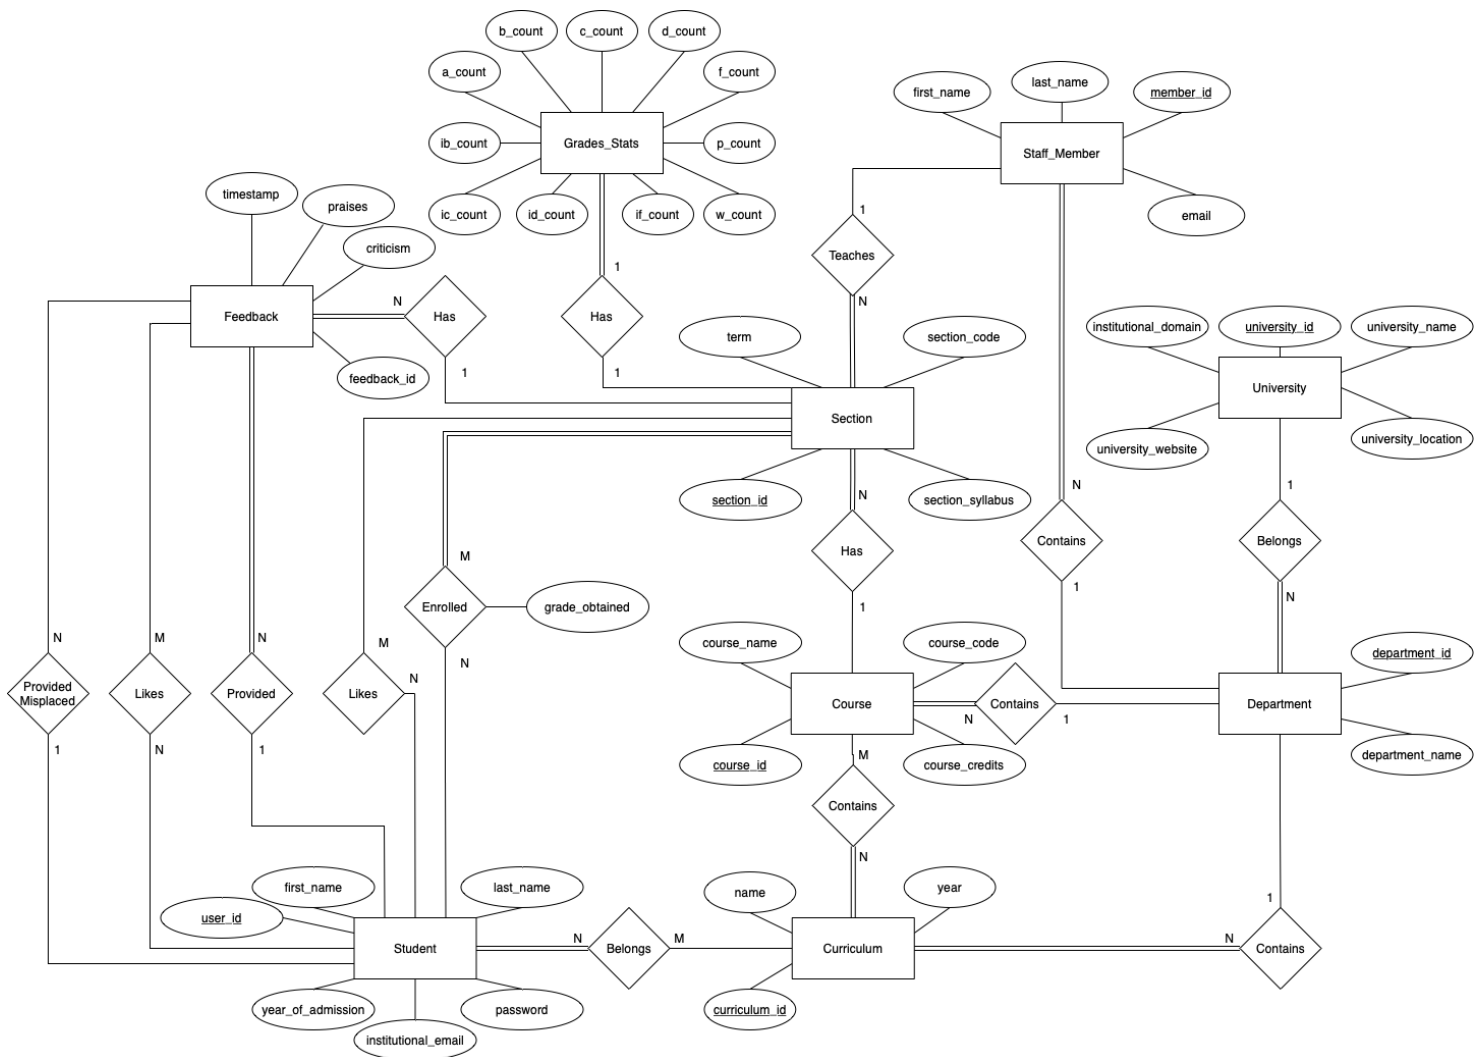 b_count
c_count
d_count
a_count
f_count
first_name
last_name
member_id
ib_count
Grades_Stats
p_count
Staff_Member
timestamp
praises
ic_count
id_count
if_count
w_count
1
email
criticism
Teaches
1
N
Feedback
N
Has
Has
term
section_code
institutional_domain
university_id
university_name
feedback_id
1
1
University
Section
university_website
university_location
section_id
N
section_syllabus
N
1
Has
Contains
Belongs
M
1
1
N
Enrolled
grade_obtained
N
M
N
M
N
course_name
course_code
department_id
Provided
Misplaced
Likes
Provided
Likes
N
Course
N
Contains
1
Department
1
N
1
M
course_id
course_credits
department_name
Contains
N
first_name
last_name
name
year
1
user_id
Student
N
Belongs
M
Curriculum
N
Contains
year_of_admission
password
curriculum_id
institutional_email